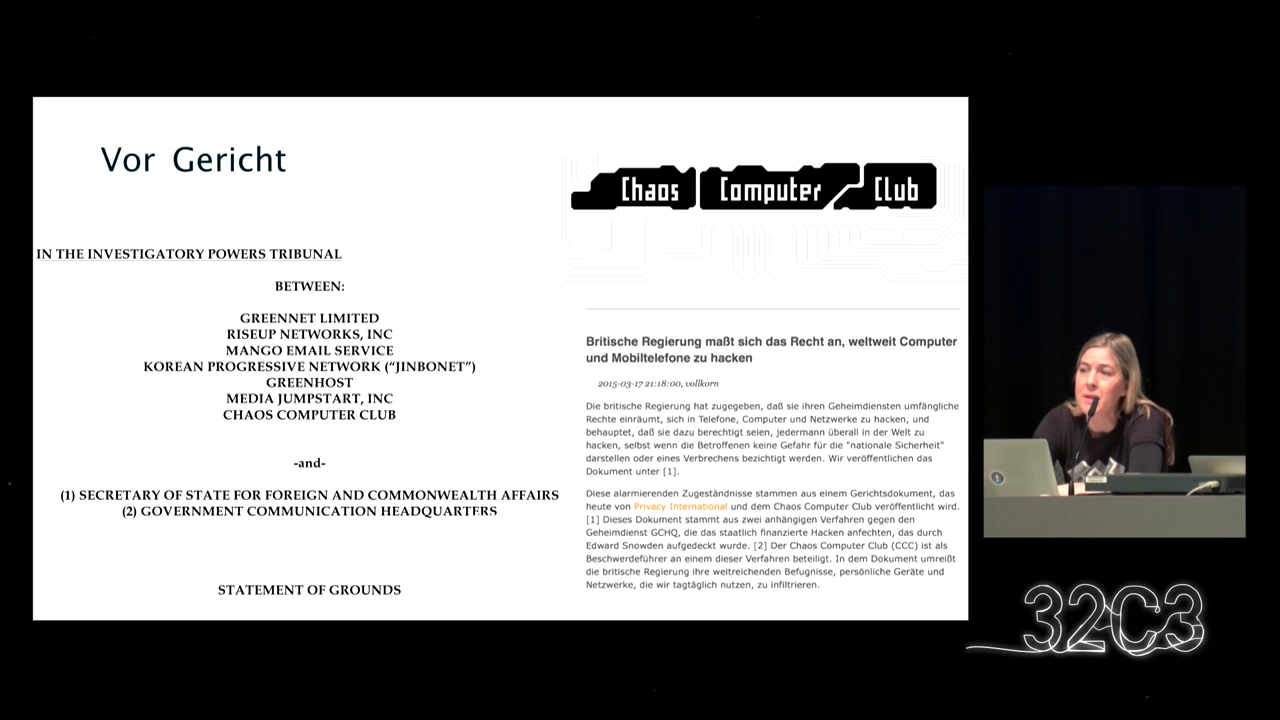 Vor Gericht
IN THE INVESTIGATORY POWERS TRIBUNAL
BETWEEN:
GREENNET LIMITED
RISEUP NETWORKS, INC
MANGO EMAIL SERVICE
KOREAN PROGRESSIVE NETWORK (“JINBONET”)
GREENHOST
MEDIA JUMPSTART, INC
CHAOS COMPUTER CLUB
-and-
(1) SECRETARY OF STATE FOR FOREIGN AND COMMONWEALTH AFFAIRS
(2) GOVERNMENT COMMUNICATION HEADQUARTERS
STATEMENT OF GROUNDS
Chaos Computer Club
Britische Regierung maßt sich das Recht an, weltweit Computer
und Mobiltelefone zu hacken
2015-03-17 21:18:00, vollkorn
Die britische Regierung hat zugegeben, daß sie ihren Geheimdiensten umfängliche
Rechte einräumt, sich in Telefone, Computer und Netzwerke zu hacken, und
behauptet, daß sie dazu berechtigt seien, jedermann überall in der Welt zu
hacken, selbst wenn die Betroffenen keine Gefahr für die "nationale Sicherheit"
darstellen oder eines Verbrechens bezichtigt werden. Wir veröffentlichen das
Dokument unter [1].
Diese alarmierenden Zugeständnisse stammen aus einem Gerichtsdokument, das
heute von Privacy International und dem Chaos Computer Club veröffentlicht wird.
[1] Dieses Dokument stammt aus zwei anhängigen Verfahren gegen den
Geheimdienst GCHQ, die das staatlich finanzierte Hacken anfechten, das durch
Edward Snowden aufgedeckt wurde. [2] Der Chaos Computer Club (CCC) ist als
Beschwerdeführer an einem dieser Verfahren beteiligt. In dem Dokument umreißt
die britische Regierung ihre weitreichenden Befugnisse, persönliche Geräte und
Netzwerke, die wir tagtäglich nutzen, zu infiltrieren.
32C3